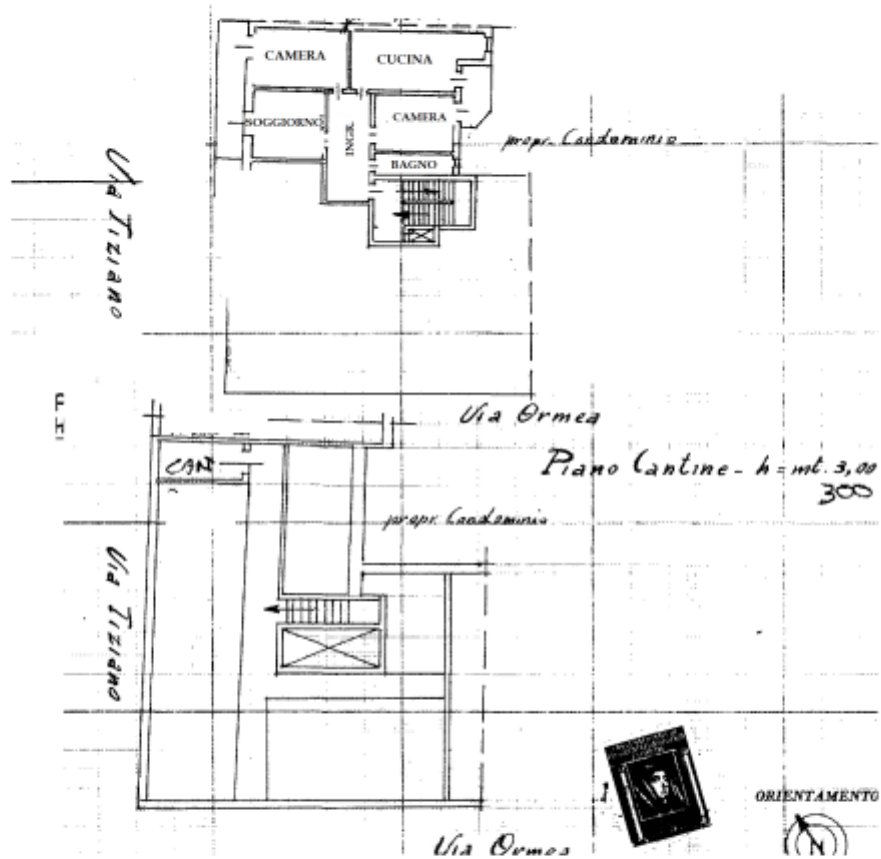 CAMERA
CUCINA
SOGGIORNO
INGR.
CAMERA
BAGNO
propr. Condominio
Via Tiziano
Via Ormea
Piano Cantine - h = mt. 3,00
300
CAN
propr. Condominio
Via Tiziano
1
ORIENTAMENTO
N
Via Ormea